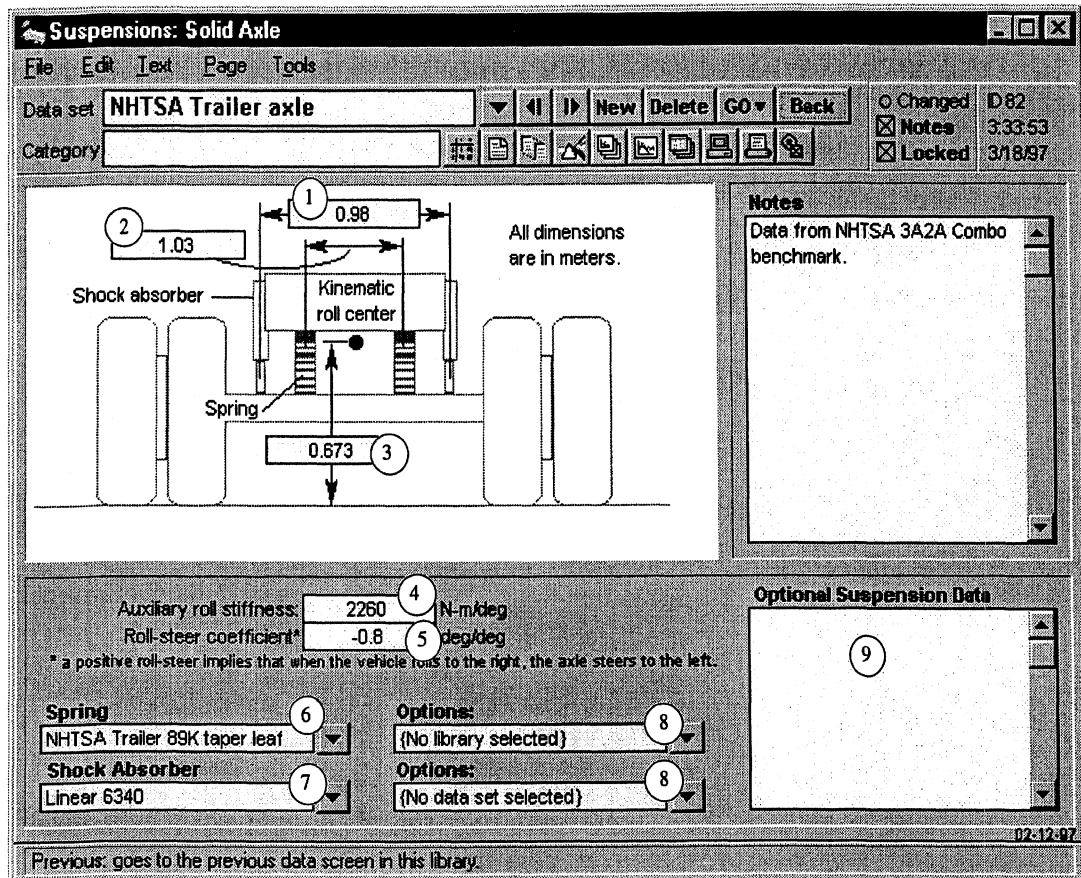 Suspensions: Solid Axle
File Edit Text Page Tools
Data set NHTSA Trailer axle New Delete GO Back Changed ID 82
Notes 3:33:53
Category Locked 3/18/97
1
0.98
2
1.03
All dimensions
are in meters.
Shock absorber
Kinematic
roll center
Spring
0.673 3
Notes
Data from NHTSA 3A2A Combo
benchmark.
Auxiliary roll stiffness: 2260 4 N-m/deg
Roll-steer coefficient* -0.8 5 deg/deg
* a positive roll-steer implies that when the vehicle rolls to the right, the axle steers to the left.
Spring 6
NHTSA Trailer 89K taper leaf
Shock Absorber 7
Linear 6340
Options: 8
{No library selected}
Options: 8
{No data set selected}
Optional Suspension Data
9
02-12-97
Previous: goes to the previous data screen in this library.